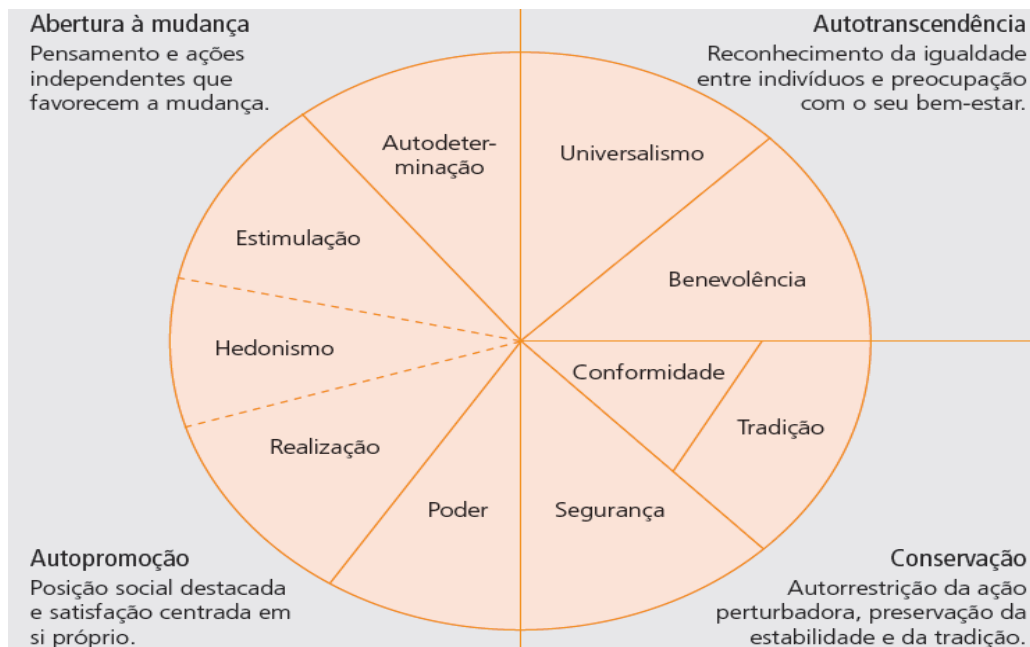 Abertura à mudança
Pensamento e ações
independentes que
favorecem a mudança.
Autotranscendência
Reconhecimento da igualdade
entre indivíduos e preocupação
com o seu bem-estar.
Autodeter-
minação
Universalismo
Estimulação
Benevolência
Hedonismo
Conformidade
Tradição
Realização
Poder
Segurança
Autopromoção
Posição social destacada
e satisfação centrada em
si próprio.
Conservação
Autorrestrição da ação
perturbadora, preservação da
estabilidade e da tradição.